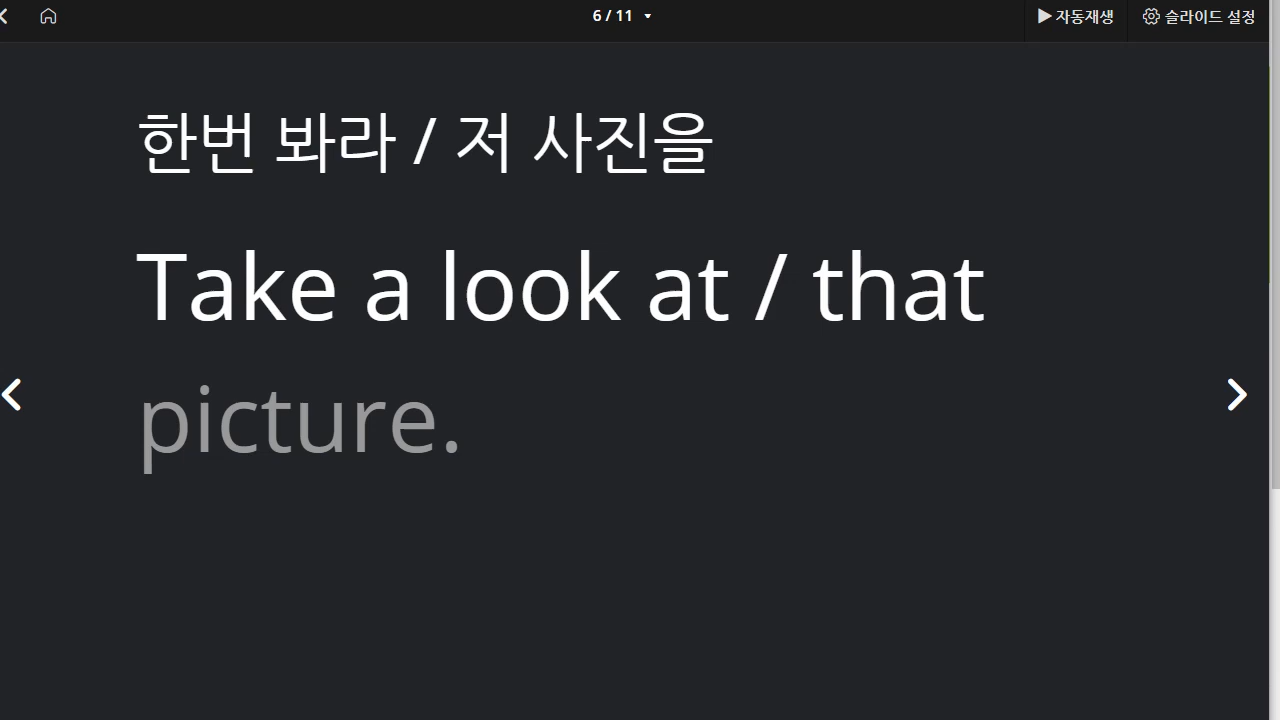 6 / 11
자동재생
슬라이드 설정
한번 봐라 / 저 사진을
Take a look at / that
picture.